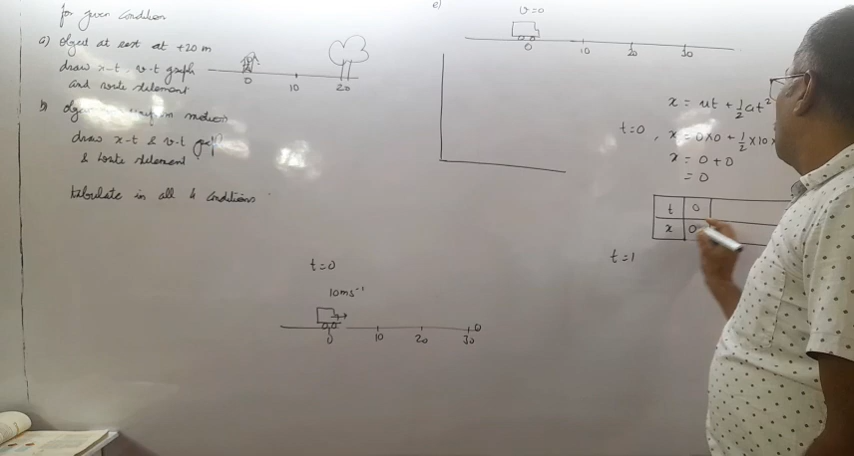 for given condition
a) object at rest at +20 m
draw x-t, v-t graph
and write statement
0 10 20
b)
draw x-t & v-t
& write statement
Tabulate in all 4 conditions
t=0
10ms⁻¹
0 10 20 30
e)
v=0
0 10 20 30
x = ut + ½at²
t=0, x = 0×0 + ½×10×
x = 0+0
= 0
t 0
x 0
t=1